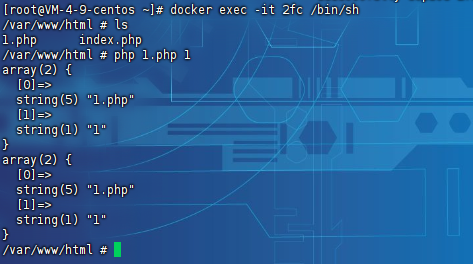 [root@VM-4-9-centos ~]# docker exec -it 2fc /bin/sh
/var/www/html # ls
1.php      index.php
/var/www/html # php 1.php 1
array(2) {
  [0]=>
  string(5) "1.php"
  [1]=>
  string(1) "1"
}
array(2) {
  [0]=>
  string(5) "1.php"
  [1]=>
  string(1) "1"
}
/var/www/html #